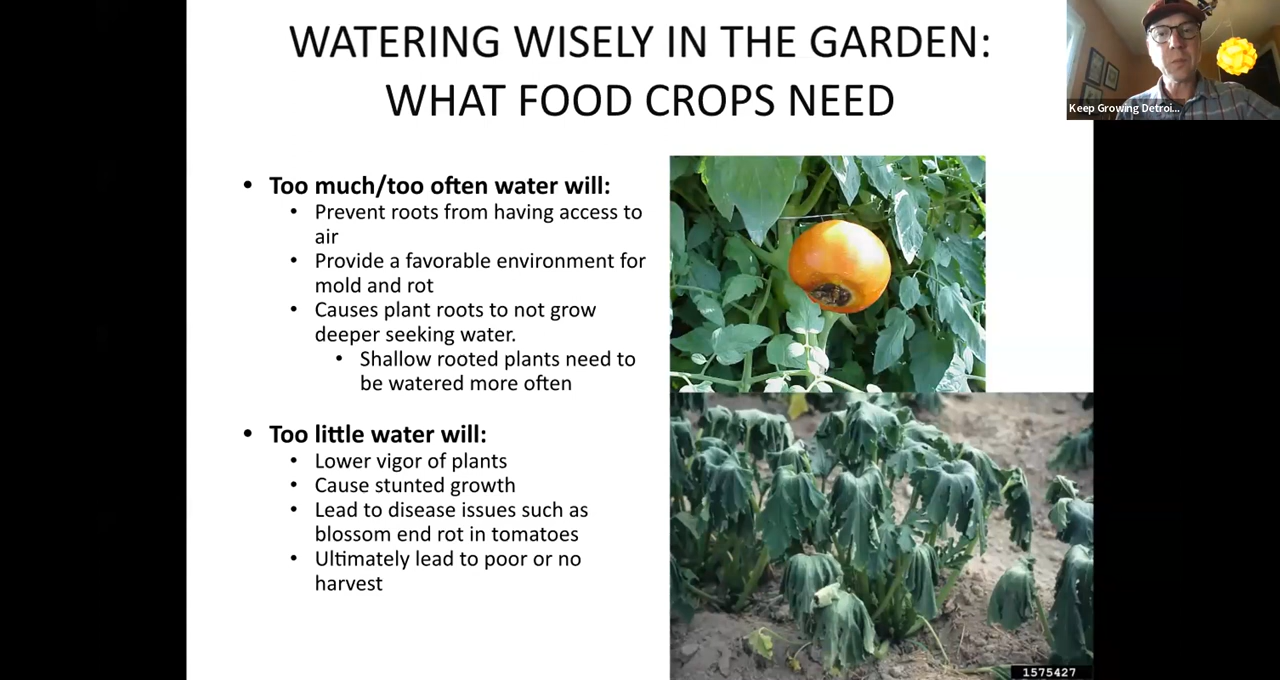 WATERING WISELY IN THE GARDEN:
WHAT FOOD CROPS NEED
Keep Growing Detroi...
• Too much/too often water will:
• Prevent roots from having access to
air
• Provide a favorable environment for
mold and rot
• Causes plant roots to not grow
deeper seeking water.
• Shallow rooted plants need to
be watered more often
• Too little water will:
• Lower vigor of plants
• Cause stunted growth
• Lead to disease issues such as
blossom end rot in tomatoes
• Ultimately lead to poor or no
harvest
1575427